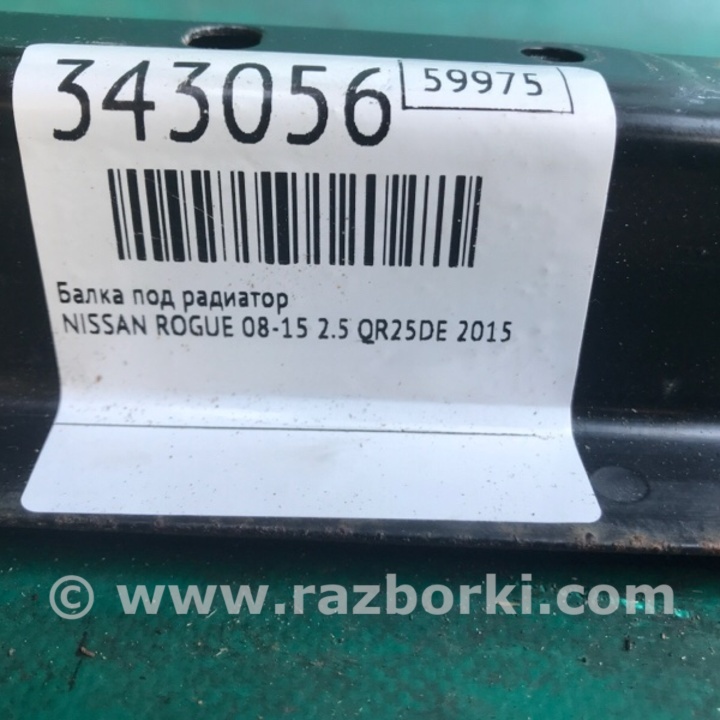 343056
59975
Балка под радиатор
NISSAN ROGUE 08-15 2.5 QR25DE 2015
© www.razborki.com